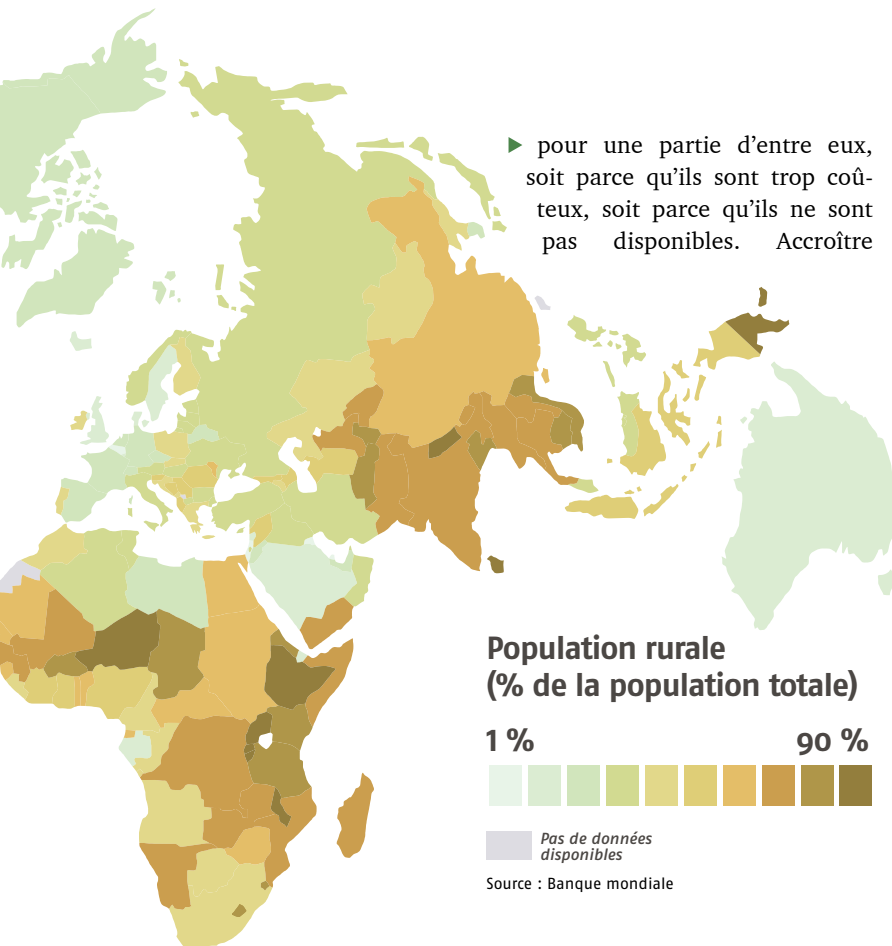 ▶ pour une partie d’entre eux,
soit parce qu’ils sont trop coû-
teux, soit parce qu’ils ne sont
pas disponibles. Accroître
Population rurale
(% de la population totale)
1 % 90 %
Pas de données
disponibles
Source : Banque mondiale